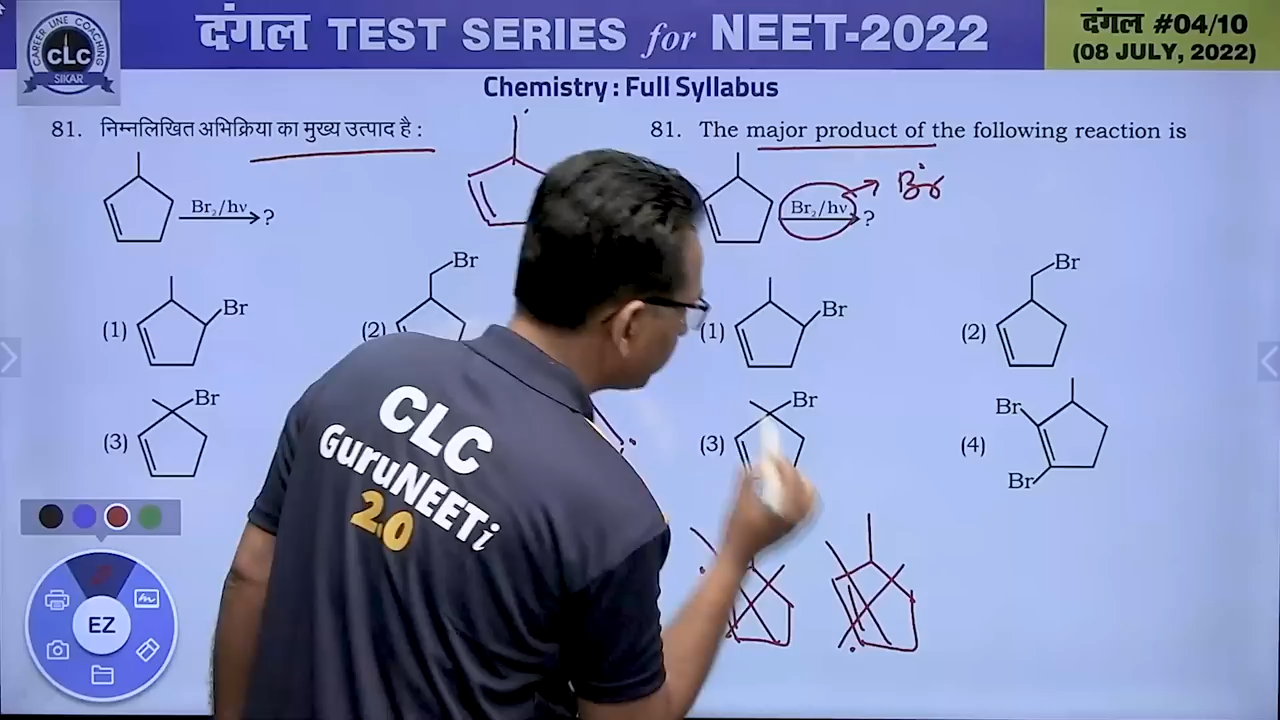 दंगल TEST SERIES for NEET-2022
दंगल #04/10
(08 JULY, 2022)
CAREER LINE COACHING
CLC
SIKAR
Chemistry : Full Syllabus
81. निम्नलिखित अभिक्रिया का मुख्य उत्पाद है :
Br₂/hν
?
(1)
Br
(2)
Br
(3)
Br
81. The major product of the following reaction is
Br₂/hν
?
Br
(1)
Br
(2)
Br
(3)
Br
(4)
Br
Br
CLC
GuruNEETi
2.0
EZ